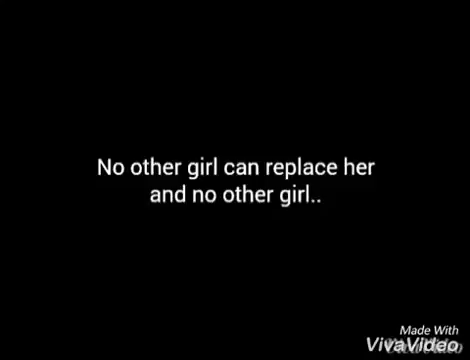 No other girl can replace her
and no other girl..
Made With
VivaVideo